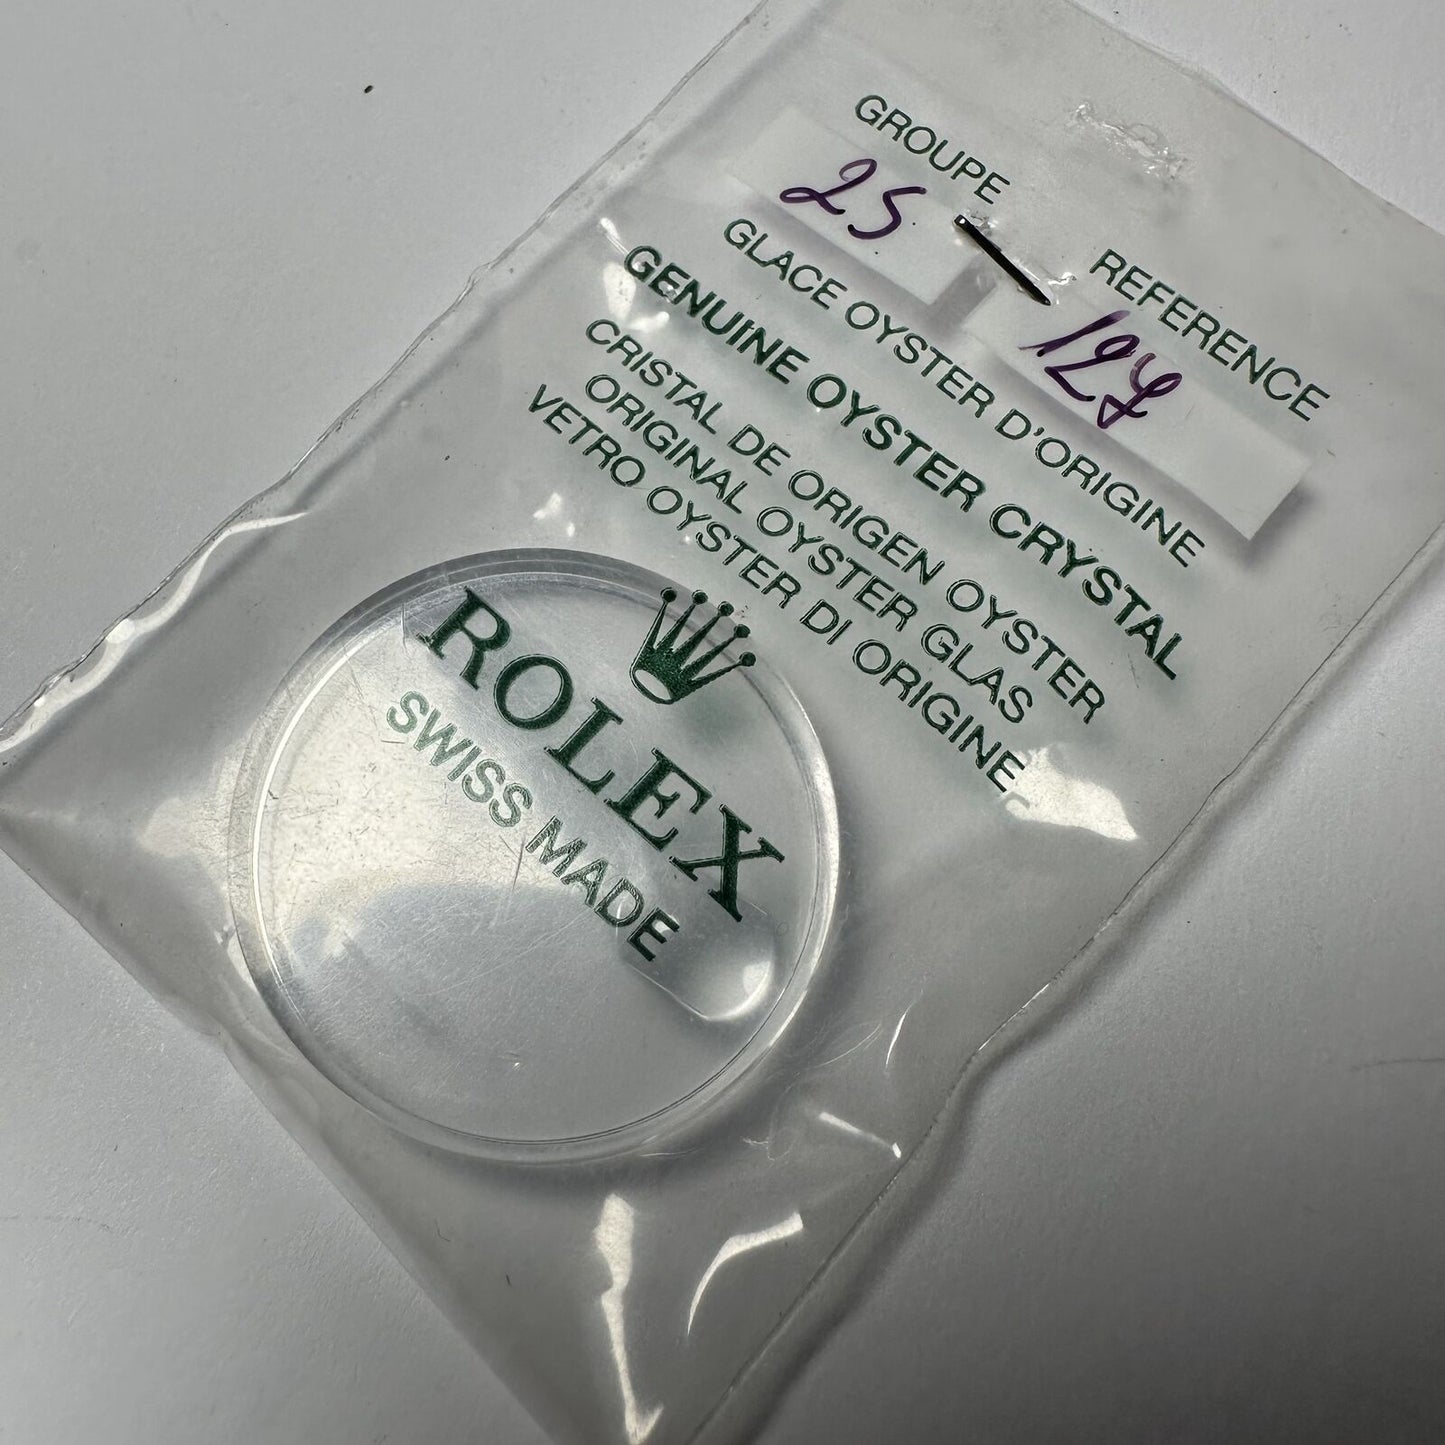 GROUPE
25
REFERENCE
127
GLACE OYSTER D'ORIGINE
GENUINE OYSTER CRYSTAL
CRISTAL DE ORIGEN OYSTER
ORIGINAL OYSTER GLAS
VETRO OYSTER DI ORIGINE
ROLEX
SWISS MADE